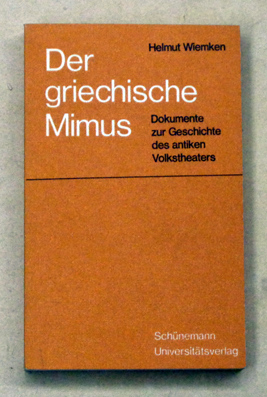 Helmut Wiemken
Der
griechische
Mimus
Dokumente
zur Geschichte
des antiken
Volkstheaters
Schünemann
Universitätsverlag